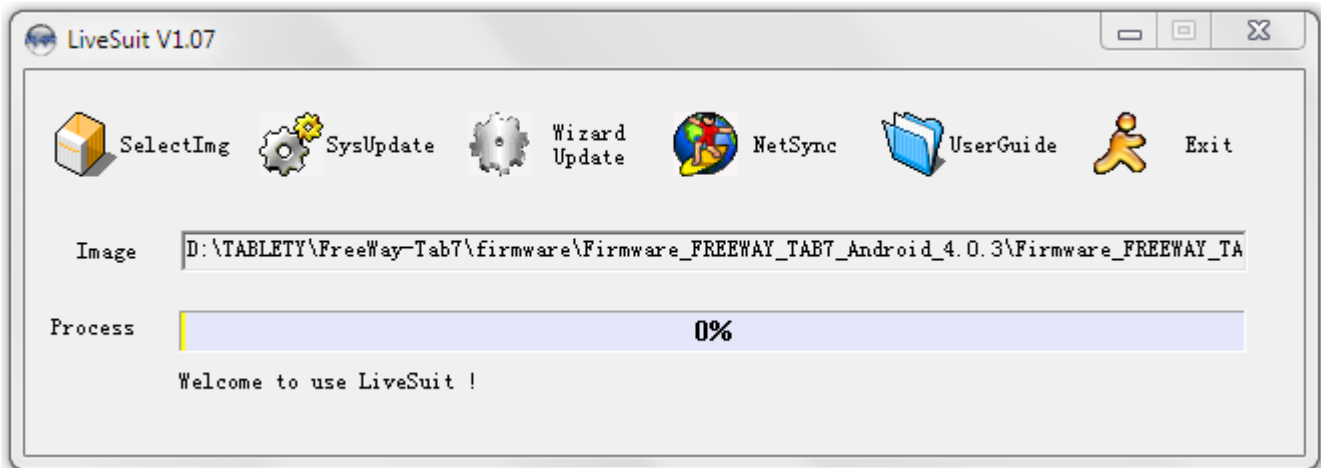 LiveSuit V1.07
SelectImg SysUpdate Wizard Update NetSync UserGuide Exit
Image D:\TABLETY\FreeWay-Tab7\firmware\Firmware_FREEWAY_TAB7_Android_4.0.3\Firmware_FREEWAY_TA
Process 0%
Welcome to use LiveSuit !